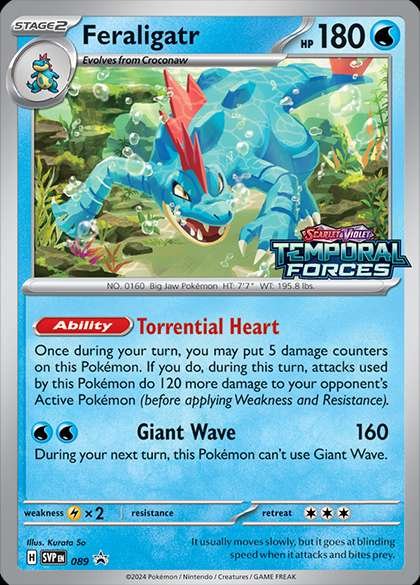 STAGE2
Feraligatr
HP 180
Evolves from Croconaw
SCARLET & VIOLET
TEMPORAL
FORCES
NO. 0160 Big Jaw Pokémon HT: 7'7" WT: 195.8 lbs.
Ability Torrential Heart
Once during your turn, you may put 5 damage counters
on this Pokémon. If you do, during this turn, attacks used
by this Pokémon do 120 more damage to your opponent's
Active Pokémon (before applying Weakness and Resistance).
Giant Wave 160
During your next turn, this Pokémon can't use Giant Wave.
weakness ×2 resistance retreat
Illus. Kurata So
H SVP EN 089
It usually moves slowly, but it goes at blinding
speed when it attacks and bites prey.
©2024 Pokémon / Nintendo / Creatures / GAME FREAK